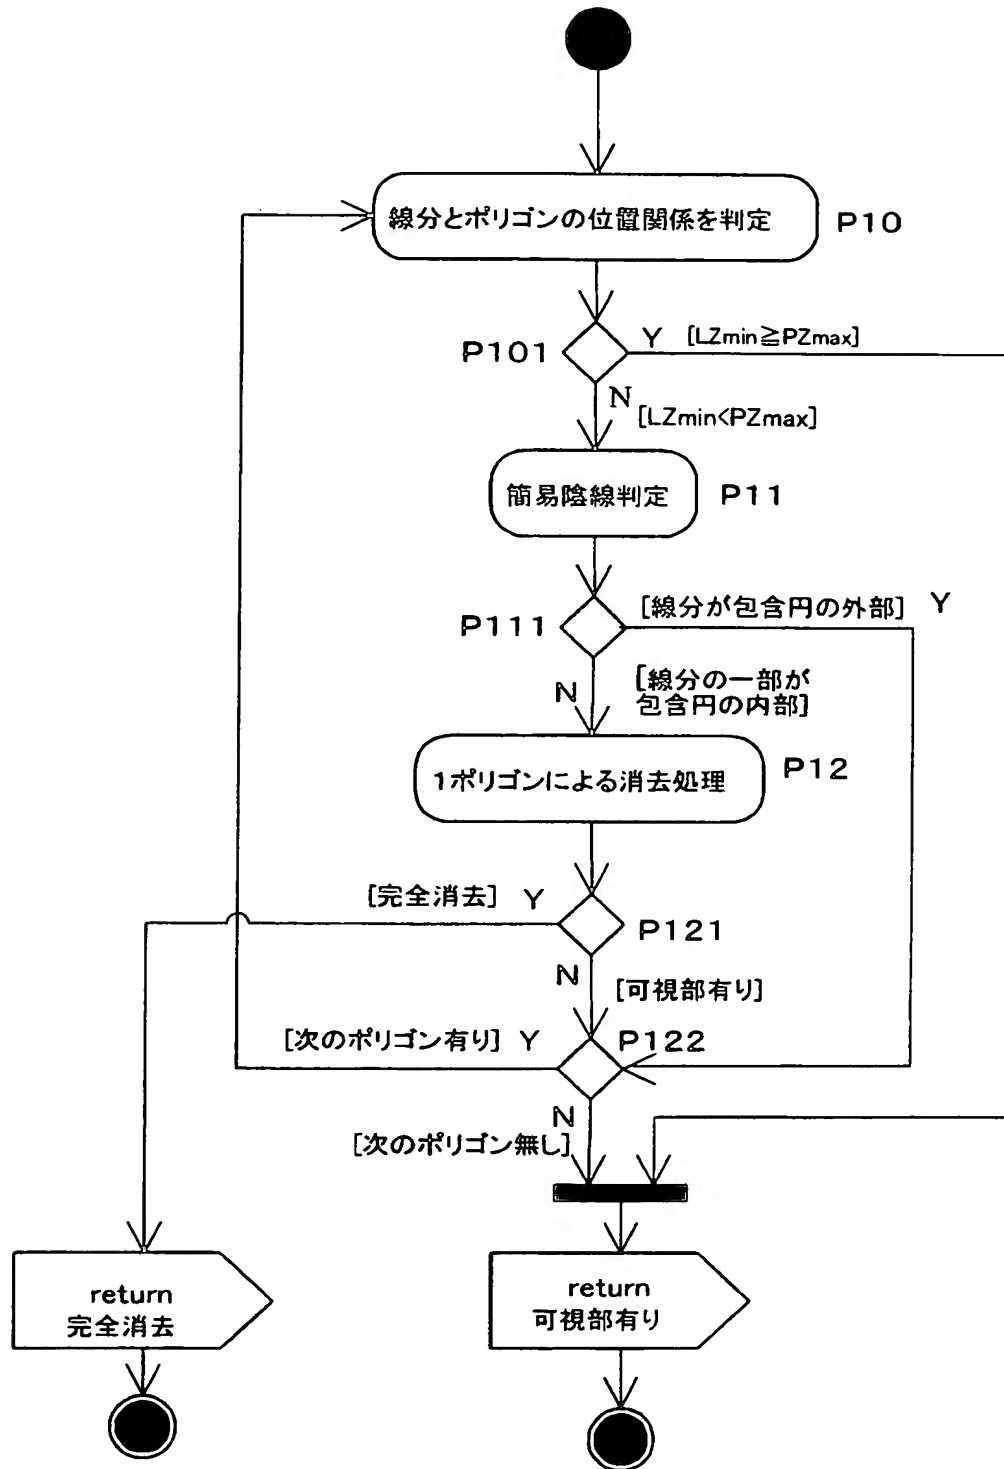 線分とポリゴンの位置関係を判定
P10
P101
Y [LZmin≧PZmax]
N
[LZmin<PZmax]
簡易陰線判定
P11
P111
[線分が包含円の外部] Y
N
[線分の一部が
包含円の内部]
1ポリゴンによる消去処理
P12
[完全消去] Y
P121
N
[可視部有り]
[次のポリゴン有り] Y
P122
N
[次のポリゴン無し]
return
完全消去
return
可視部有り